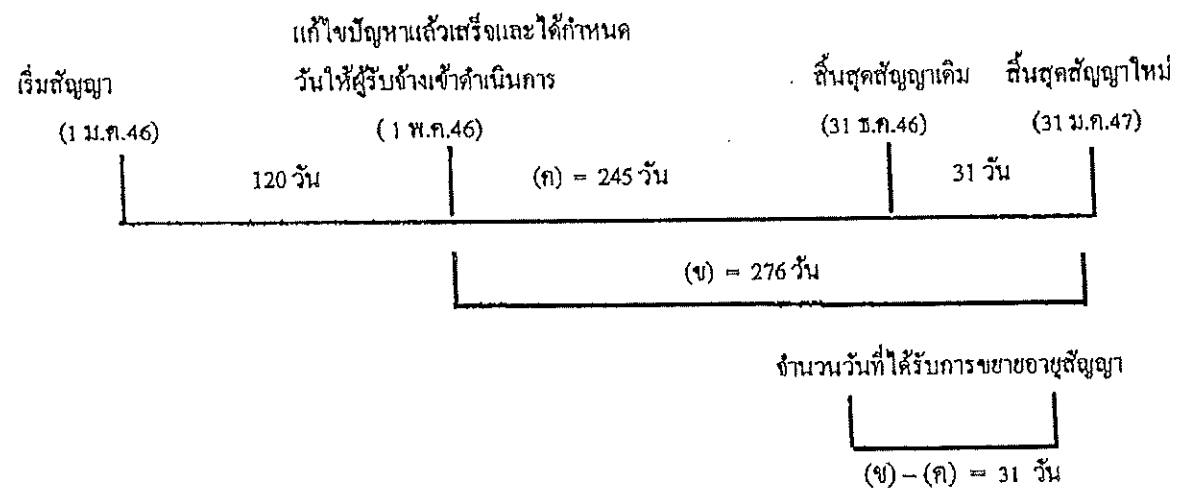 แก้ไขปัญหาแล้วเสร็จและได้กำหนด
เริ่มสัญญา วันให้ผู้รับจ้างเข้าดำเนินการ สิ้นสุดสัญญาเดิม สิ้นสุดสัญญาใหม่
(1 ม.ค.46) ( 1 พ.ค.46) (31 ธ.ค.46) (31 ม.ค.47)
120 วัน (ค) = 245 วัน 31 วัน
(ข) = 276 วัน
จำนวนวันที่ได้รับการขยายอายุสัญญา
(ข) – (ค) = 31 วัน